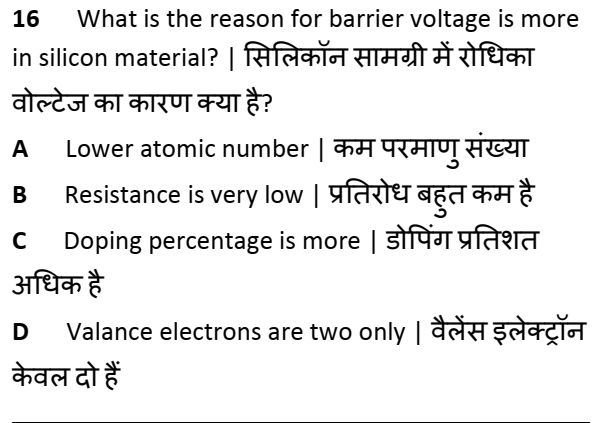 16 What is the reason for barrier voltage is more
in silicon material? | सिलिकॉन सामग्री में रोधिका
वोल्टेज का कारण क्या है?
A Lower atomic number | कम परमाणु संख्या
B Resistance is very low | प्रतिरोध बहुत कम है
C Doping percentage is more | डोपिंग प्रतिशत
अधिक है
D Valance electrons are two only | वैलेंस इलेक्ट्रॉन
केवल दो हैं